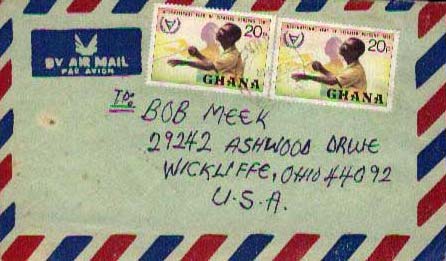 BY AIR MAIL
PAR AVION
20p
GHANA
20p
GHANA
TO:
BOB MEEK
29242 ASHWOOD DRIVE
WICKLIFFE, OHIO 44092
U.S.A.